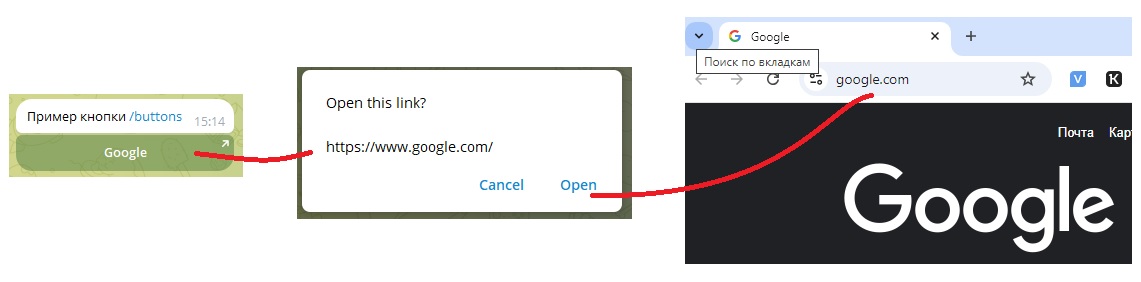 Пример кнопки /buttons
15:14
Google
Open this link?
https://www.google.com/
Cancel
Open
Google
Поиск по вкладкам
google.com
V
K
Почта
Google